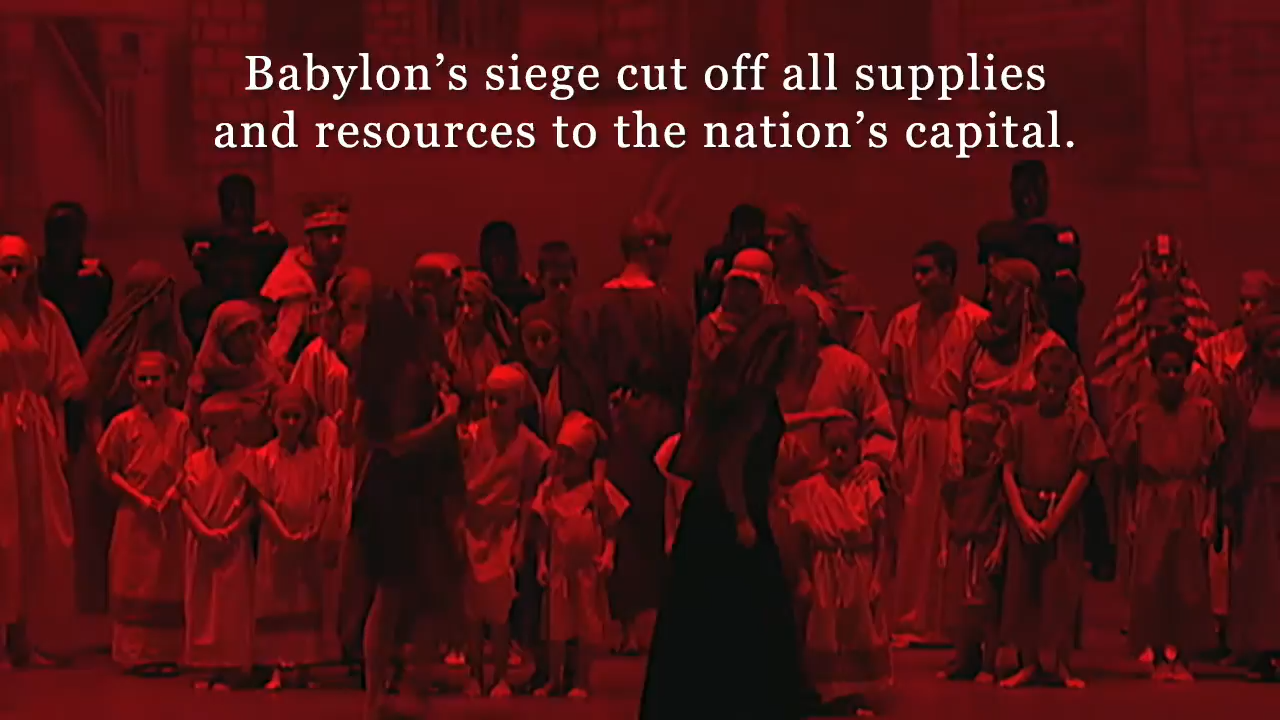 Babylon’s siege cut off all supplies
and resources to the nation’s capital.